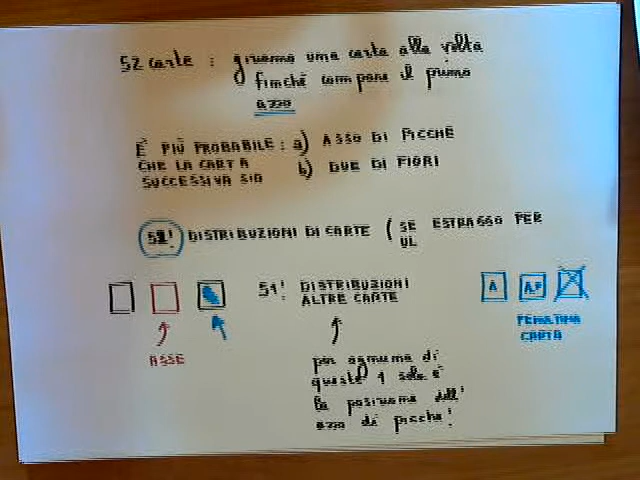 52 carte : giriamo una carta alla volta
finché compare il primo
asso
È PIÙ PROBABILE : a) ASSO DI PICCHE
CHE LA CARTA b) DUE DI FIORI
SUCCESSIVA SIA
52! DISTRIBUZIONI DI CARTE ( SE ESTRAGGO PER
UL
51! DISTRIBUZIONI
ALTRE CARTE
A AP
PENULTIMA
CARTA
ASSE
per ognuna di
queste 1 sola è
la posizione dell'
asso di picche!